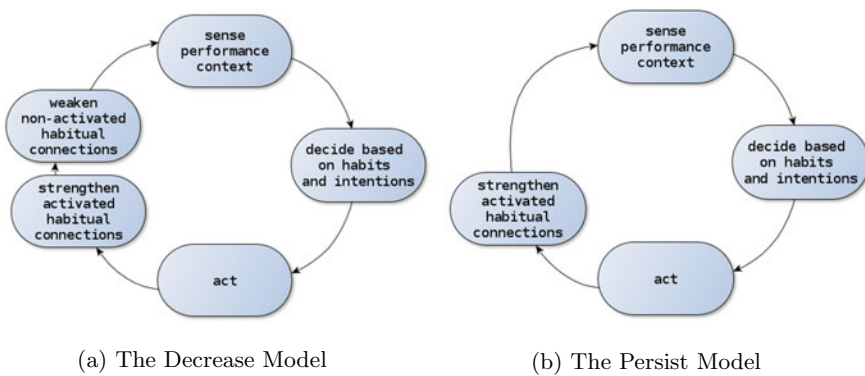 sense
performance
context
weaken
non-activated
habitual
connections
decide based
on habits
and intentions
strengthen
activated
habitual
connections
act
(a) The Decrease Model
sense
performance
context
decide based
on habits
and intentions
strengthen
activated
habitual
connections
act
(b) The Persist Model